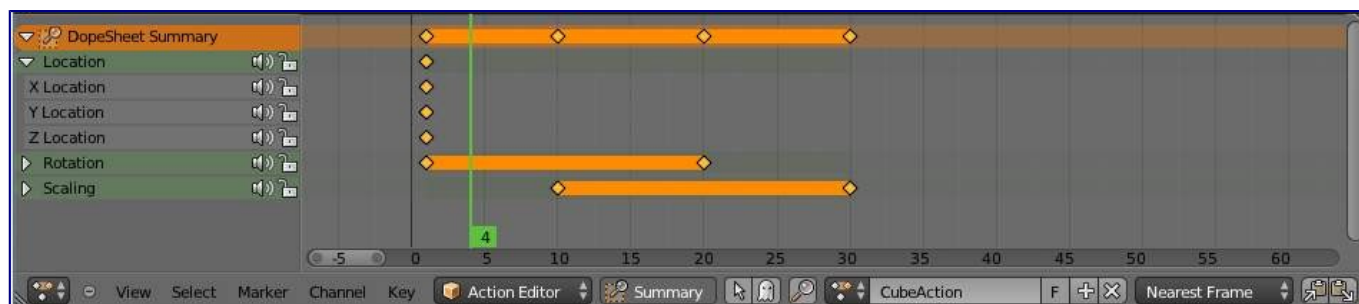 DopeSheet Summary
Location
X Location
Y Location
Z Location
Rotation
Scaling
4
-5 0 5 10 15 20 25 30 35 40 45 50 55 60
View Select Marker Channel Key Action Editor Summary CubeAction F Nearest Frame